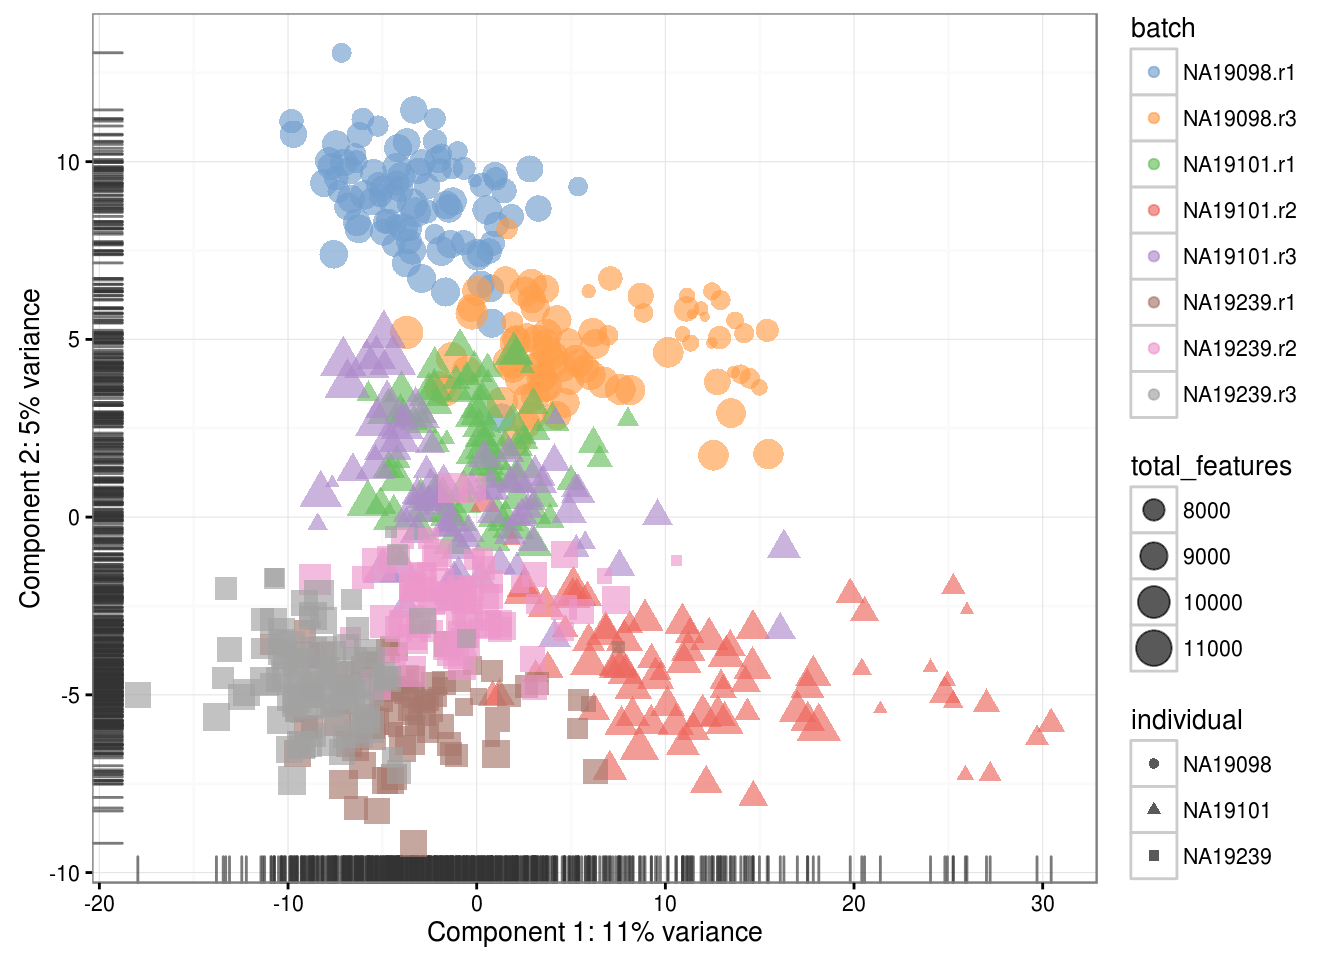 10
5
0
-5
-10
-20
-10
0
10
20
30
Component 2: 5% variance
Component 1: 11% variance
batch
NA19098.r1
NA19098.r3
NA19101.r1
NA19101.r2
NA19101.r3
NA19239.r1
NA19239.r2
NA19239.r3
total_features
8000
9000
10000
11000
individual
NA19098
NA19101
NA19239